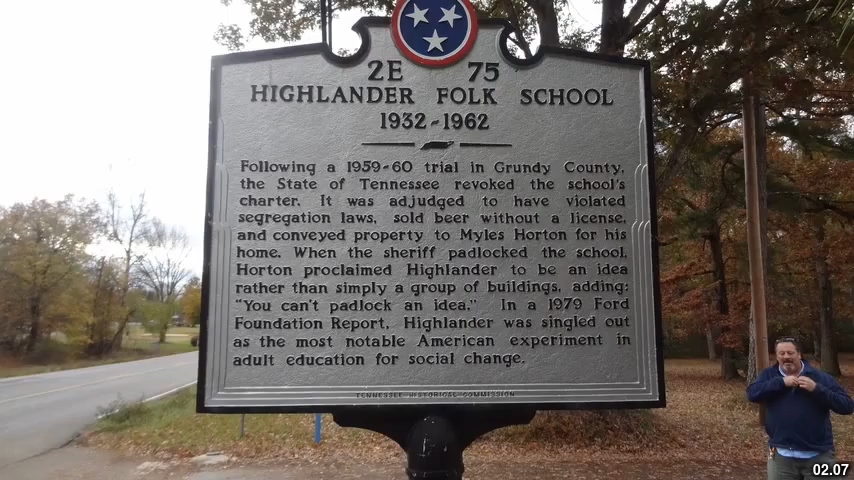 2E 75
HIGHLANDER FOLK SCHOOL
1932-1962
Following a 1959-60 trial in Grundy County,
the State of Tennessee revoked the school's
charter. It was adjudged to have violated
segregation laws, sold beer without a license,
and conveyed property to Myles Horton for his
home. When the sheriff padlocked the school,
Horton proclaimed Highlander to be an idea
rather than simply a group of buildings, adding:
"You can't padlock an idea." In a 1979 Ford
Foundation Report, Highlander was singled out
as the most notable American experiment in
adult education for social change.
TENNESSEE HISTORICAL COMMISSION
02.07